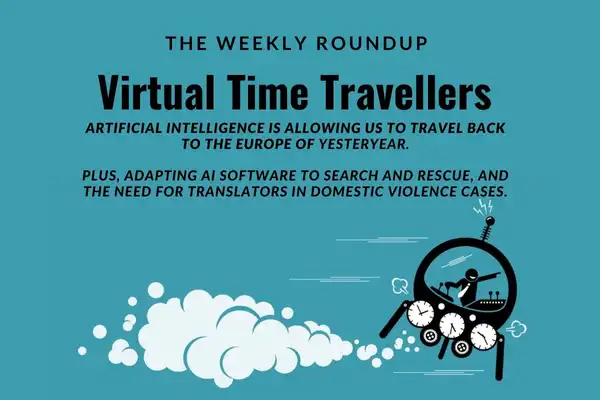 THE WEEKLY ROUNDUP
Virtual Time Travellers
ARTIFICIAL INTELLIGENCE IS ALLOWING US TO TRAVEL BACK
TO THE EUROPE OF YESTERYEAR.
PLUS, ADAPTING AI SOFTWARE TO SEARCH AND RESCUE, AND
THE NEED FOR TRANSLATORS IN DOMESTIC VIOLENCE CASES.